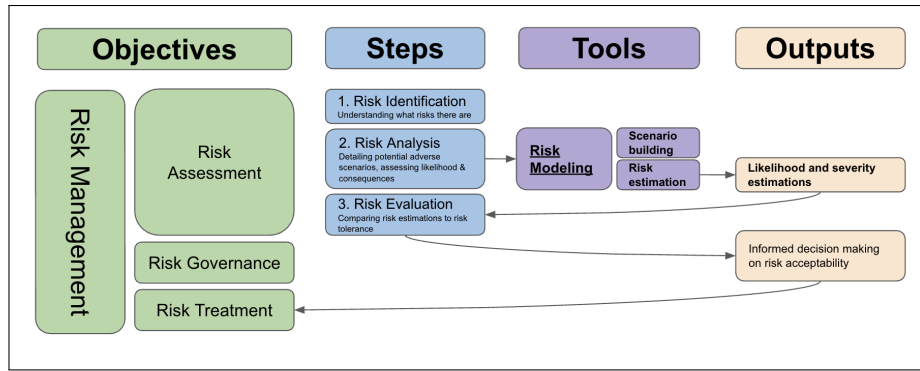 Objectives
Steps
Tools
Outputs
Risk Management
Risk
Assessment
Risk Governance
Risk Treatment
1. Risk Identification
Understanding what risks there are
2. Risk Analysis
Detailing potential adverse
scenarios, assessing likelihood &
consequences
3. Risk Evaluation
Comparing risk estimations to risk
tolerance
Risk
Modeling
Scenario
building
Risk
estimation
Likelihood and severity
estimations
Informed decision making
on risk acceptability